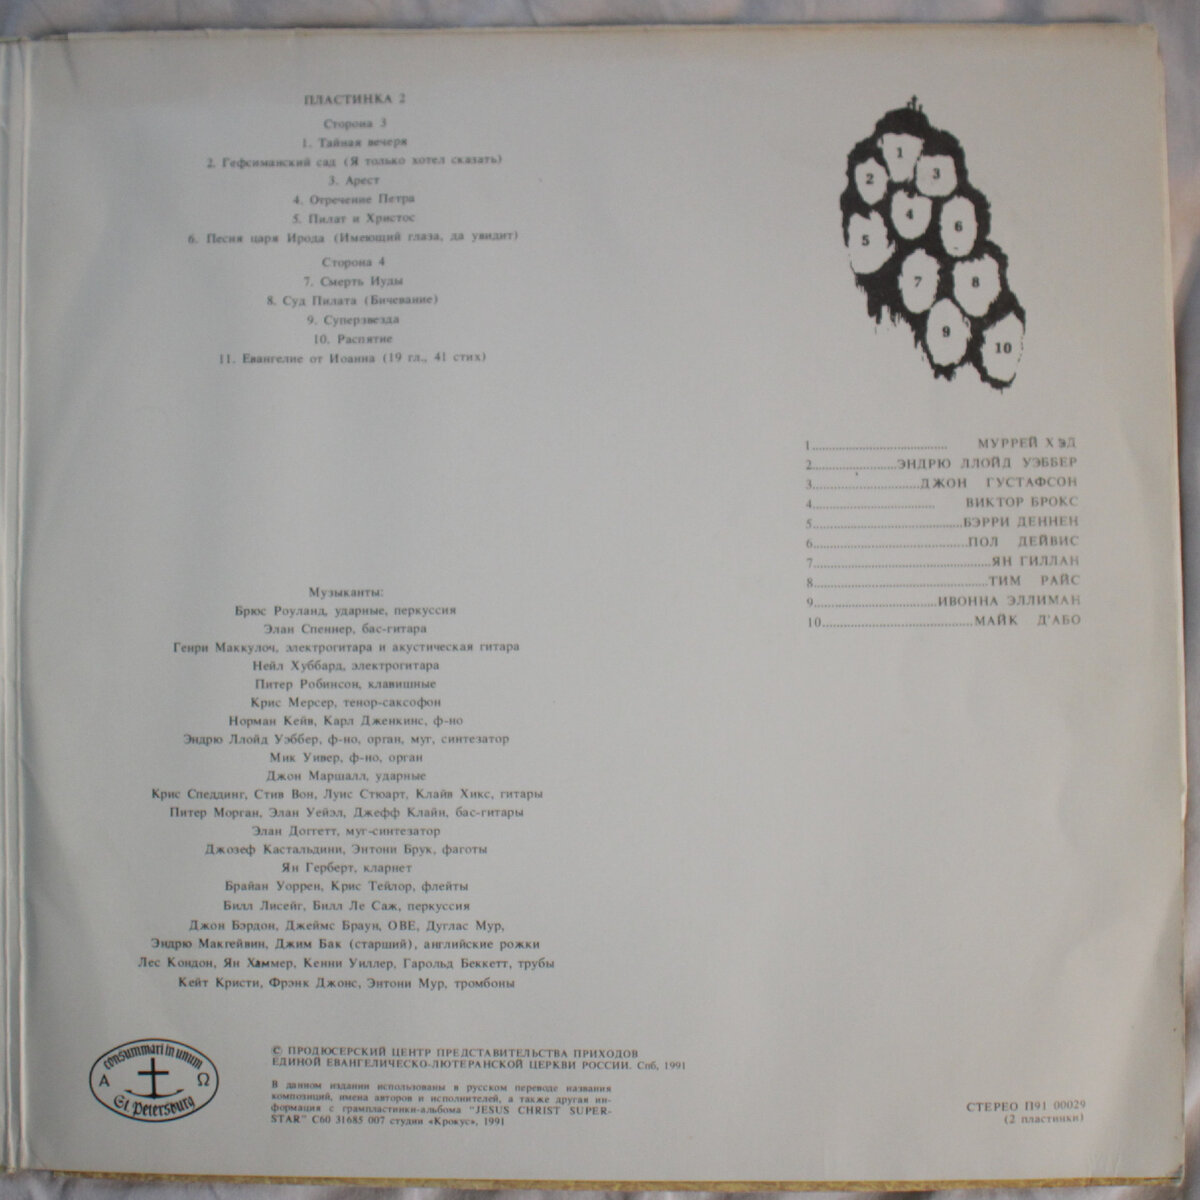 ПЛАСТИНКА 2
Сторона 3
1. Тайная вечеря
2. Гефсиманский сад (Я только хотел сказать)
3. Арест
4. Отречение Петра
5. Пилат и Христос
6. Песня царя Ирода (Имеющий глаза, да увидит)
Сторона 4
7. Смерть Иуды
8. Суд Пилата (Бичевание)
9. Суперзвезда
10. Распятие
11. Евангелие от Иоанна (19 гл., 41 стих)
1
2
3
4
5
6
7
8
9
10
1.......................................... МУРРЕЙ ХЭД
2.....................ЭНДРЮ ЛЛОЙД УЭББЕР
3...........................ДЖОН ГУСТАФСОН
4................................ ВИКТОР БРОКС
5......................................БЭРРИ ДЕННЕН
6.......................................ПОЛ ДЕЙВИС
7.............................................ЯН ГИЛЛАН
8............................................ТИМ РАЙС
9...............................ИВОННА ЭЛЛИМАН
10......................................МАЙК Д'АБО
Музыканты:
Брюс Роуланд, ударные, перкуссия
Элан Спеннер, бас-гитара
Генри Маккулоч, электрогитара и акустическая гитара
Нейл Хуббард, электрогитара
Питер Робинсон, клавишные
Крис Мерсер, тенор-саксофон
Норман Кейв, Карл Дженкинс, ф-но
Эндрю Ллойд Уэббер, ф-но, орган, муг, синтезатор
Мик Уивер, ф-но, орган
Джон Маршалл, ударные
Крис Спеддинг, Стив Вон, Луис Стюарт, Клайв Хикс, гитары
Питер Морган, Элан Уейэл, Джефф Клайн, бас-гитары
Элан Доггетт, муг-синтезатор
Джозеф Кастальдини, Энтони Брук, фаготы
Ян Герберт, кларнет
Брайан Уоррен, Крис Тейлор, флейты
Билл Лисейг, Билл Ле Саж, перкуссия
Джон Бэрдон, Джеймс Браун, ОВЕ, Дуглас Мур,
Эндрю Макгейвин, Джим Бак (старший), английские рожки
Лес Кондон, Ян Хаммер, Кенни Уиллер, Гарольд Беккетт, трубы
Кейт Кристи, Фрэнк Джонс, Энтони Мур, тромбоны
consummari in unum
Α Ω
St. Petersburg
© ПРОДЮСЕРСКИЙ ЦЕНТР ПРЕДСТАВИТЕЛЬСТВА ПРИХОДОВ
ЕДИНОЙ ЕВАНГЕЛИЧЕСКО-ЛЮТЕРАНСКОЙ ЦЕРКВИ РОССИИ. Спб, 1991
В данном издании использованы в русском переводе названия
композиций, имена авторов и исполнителей, а также другая ин-
формация с грампластинки-альбома "JESUS CHRIST SUPER-
STAR" С60 31685 007 студии «Крокус», 1991
СТЕРЕО П91 00029
(2 пластинки)